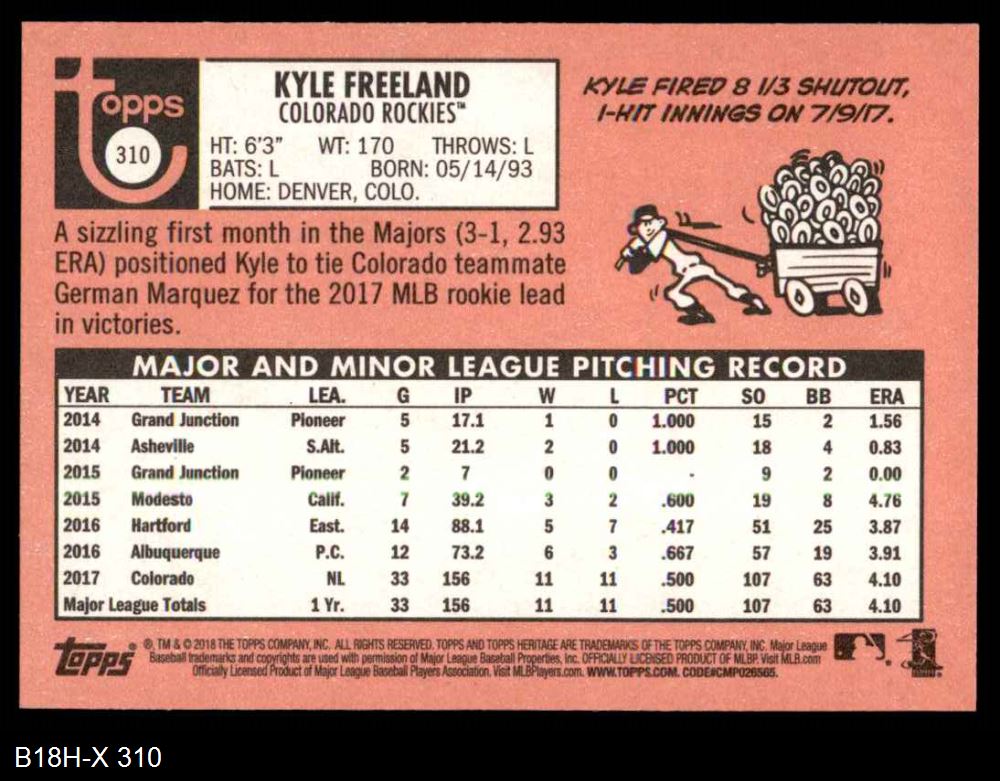 topps
310
KYLE FREELAND
COLORADO ROCKIES™
HT: 6'3" WT: 170 THROWS: L
BATS: L BORN: 05/14/93
HOME: DENVER, COLO.
KYLE FIRED 8 1/3 SHUTOUT,
1-HIT INNINGS ON 7/9/17.
A sizzling first month in the Majors (3-1, 2.93
ERA) positioned Kyle to tie Colorado teammate
German Marquez for the 2017 MLB rookie lead
in victories.
MAJOR AND MINOR LEAGUE PITCHING RECORD
YEAR TEAM LEA. G IP W L PCT SO BB ERA
2014 Grand Junction Pioneer 5 17.1 1 0 1.000 15 2 1.56
2014 Asheville S.Alt. 5 21.2 2 0 1.000 18 4 0.83
2015 Grand Junction Pioneer 2 7 0 0 - 9 2 0.00
2015 Modesto Calif. 7 39.2 3 2 .600 19 8 4.76
2016 Hartford East. 14 88.1 5 7 .417 51 25 3.87
2016 Albuquerque P.C. 12 73.2 6 3 .667 57 19 3.91
2017 Colorado NL 33 156 11 11 .500 107 63 4.10
Major League Totals 1 Yr. 33 156 11 11 .500 107 63 4.10
topps
®, TM & © 2018 THE TOPPS COMPANY, INC. ALL RIGHTS RESERVED. TOPPS AND TOPPS HERITAGE ARE TRADEMARKS OF THE TOPPS COMPANY, INC. Major League
Baseball trademarks and copyrights are used with permission of Major League Baseball Properties, Inc. OFFICIALLY LICENSED PRODUCT OF MLBP. Visit MLB.com
Officially Licensed Product of Major League Baseball Players Association. Visit MLBPlayers.com. WWW.TOPPS.COM. CODE#CMP026565.
B18H-X 310